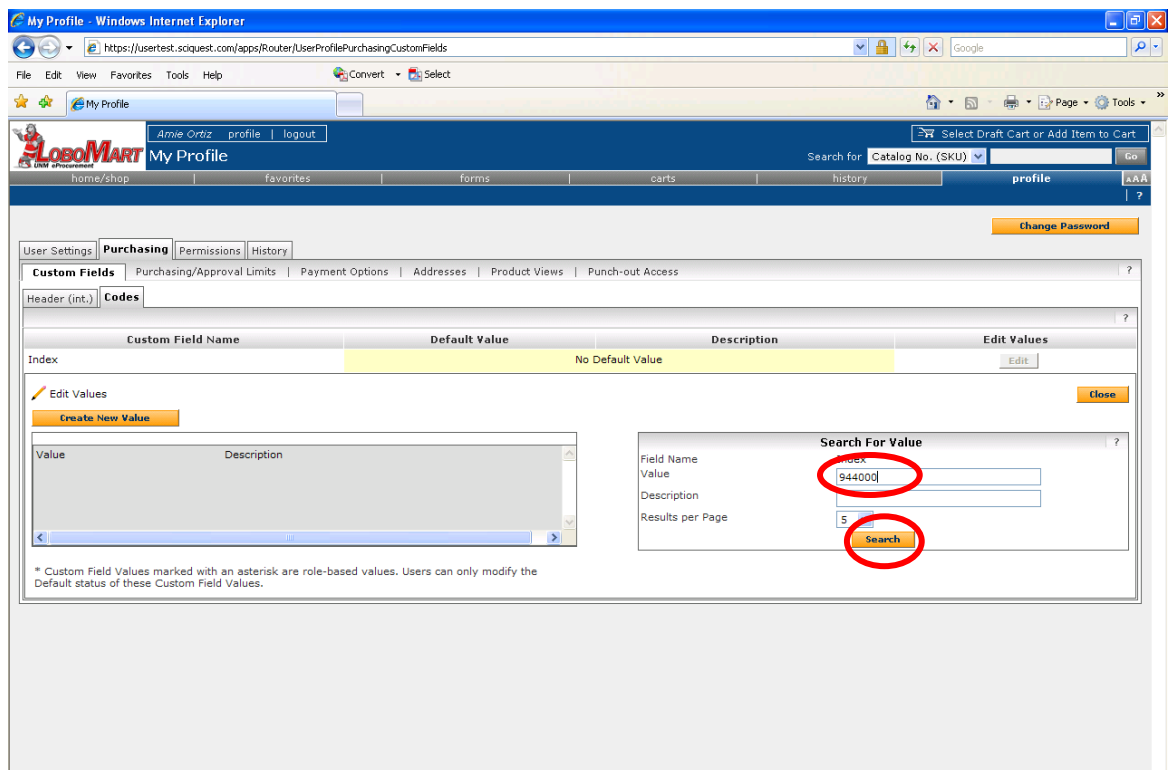 My Profile - Windows Internet Explorer
https://usertest.sciquest.com/apps/Router/UserProfilePurchasingCustomFields
Google
File Edit View Favorites Tools Help
Convert Select
My Profile
Page Tools »
Amie Ortiz profile | logout
Select Draft Cart or Add Item to Cart
LOBOMART
UNM eProcurement
My Profile
Search for Catalog No. (SKU) Go
home/shop | favorites | forms | carts | history profile AAA
| ?
Change Password
User Settings Purchasing Permissions History
Custom Fields Purchasing/Approval Limits | Payment Options | Addresses | Product Views | Punch-out Access ?
Header (int.) Codes
?
Custom Field Name Default Value Description Edit Values
Index No Default Value Edit
Edit Values Close
Create New Value
Value Description
Search For Value ?
Field Name Index
Value 944000
Description
Results per Page 5
Search
* Custom Field Values marked with an asterisk are role-based values. Users can only modify the
Default status of these Custom Field Values.